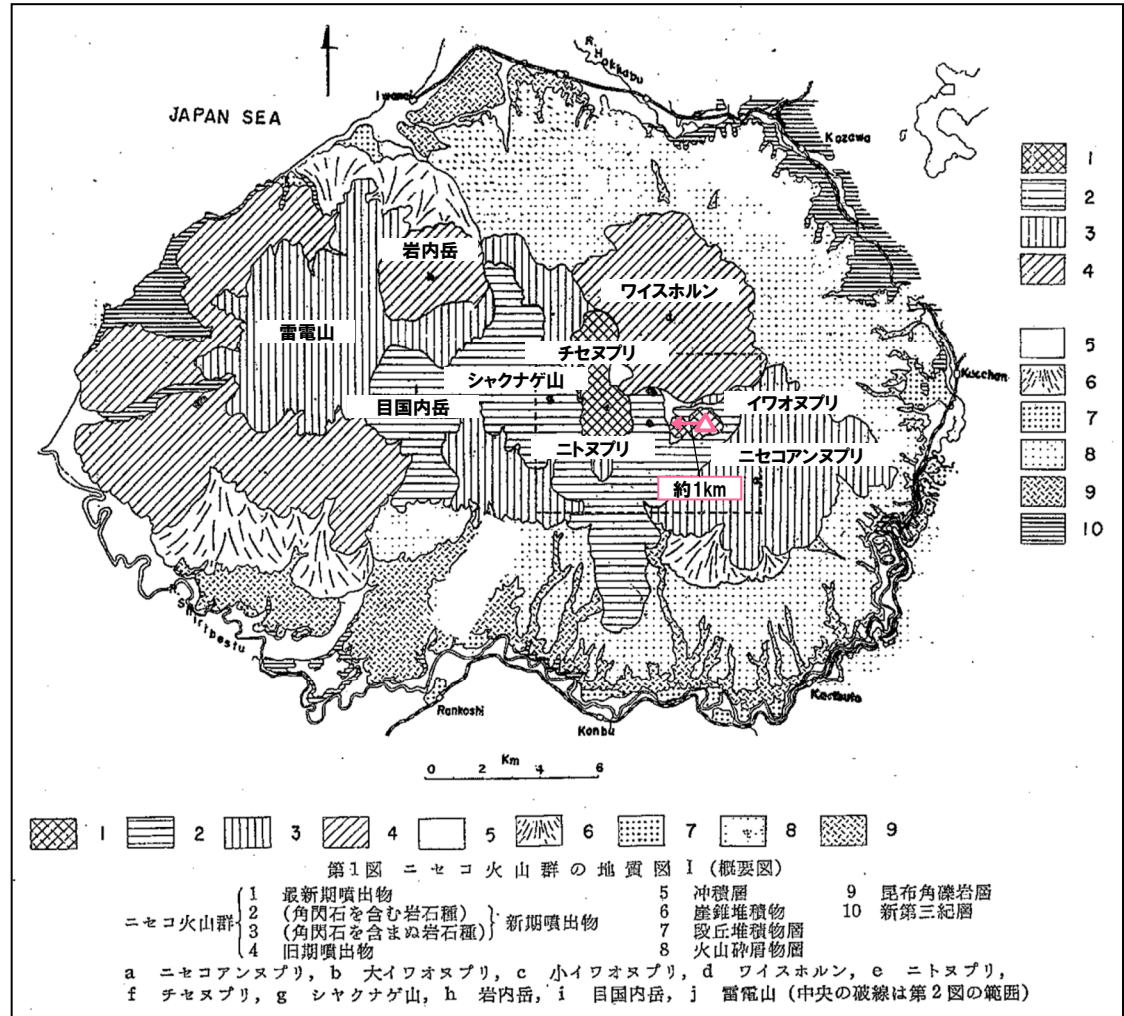 JAPAN SEA
Iwanai
R. Hokkabu
Kozawa
Kucchan
岩内岳
ワイスホルン
雷電山
チセヌプリ
シャクナゲ山
目国内岳
イワオヌプリ
ニトヌプリ
ニセコアンヌプリ
約1km
R. Shiribestu
Rankoshi
Konbu
Km
0 2 4 6
1
2
3
4
5
6
7
8
9
10
1 2 3 4 5 6 7 8 9
第1図 ニセコ火山群の地質図 I (概要図)
ニセコ火山群
1 最新期噴出物
2 (角閃石を含む岩石種)
3 (角閃石を含まぬ岩石種)
新期噴出物
4 旧期噴出物
5 沖積層
6 崖錐堆積物
7 段丘堆積物層
8 火山砕屑物層
9 昆布角礫岩層
10 新第三紀層
a ニセコアンヌプリ, b 大イワオヌプリ, c 小イワオヌプリ, d ワイスホルン, e ニトヌプリ,
f チセヌプリ, g シヤクナゲ山, h 岩内岳, i 目国内岳, j 雷電山 (中央の破線は第2図の範囲)